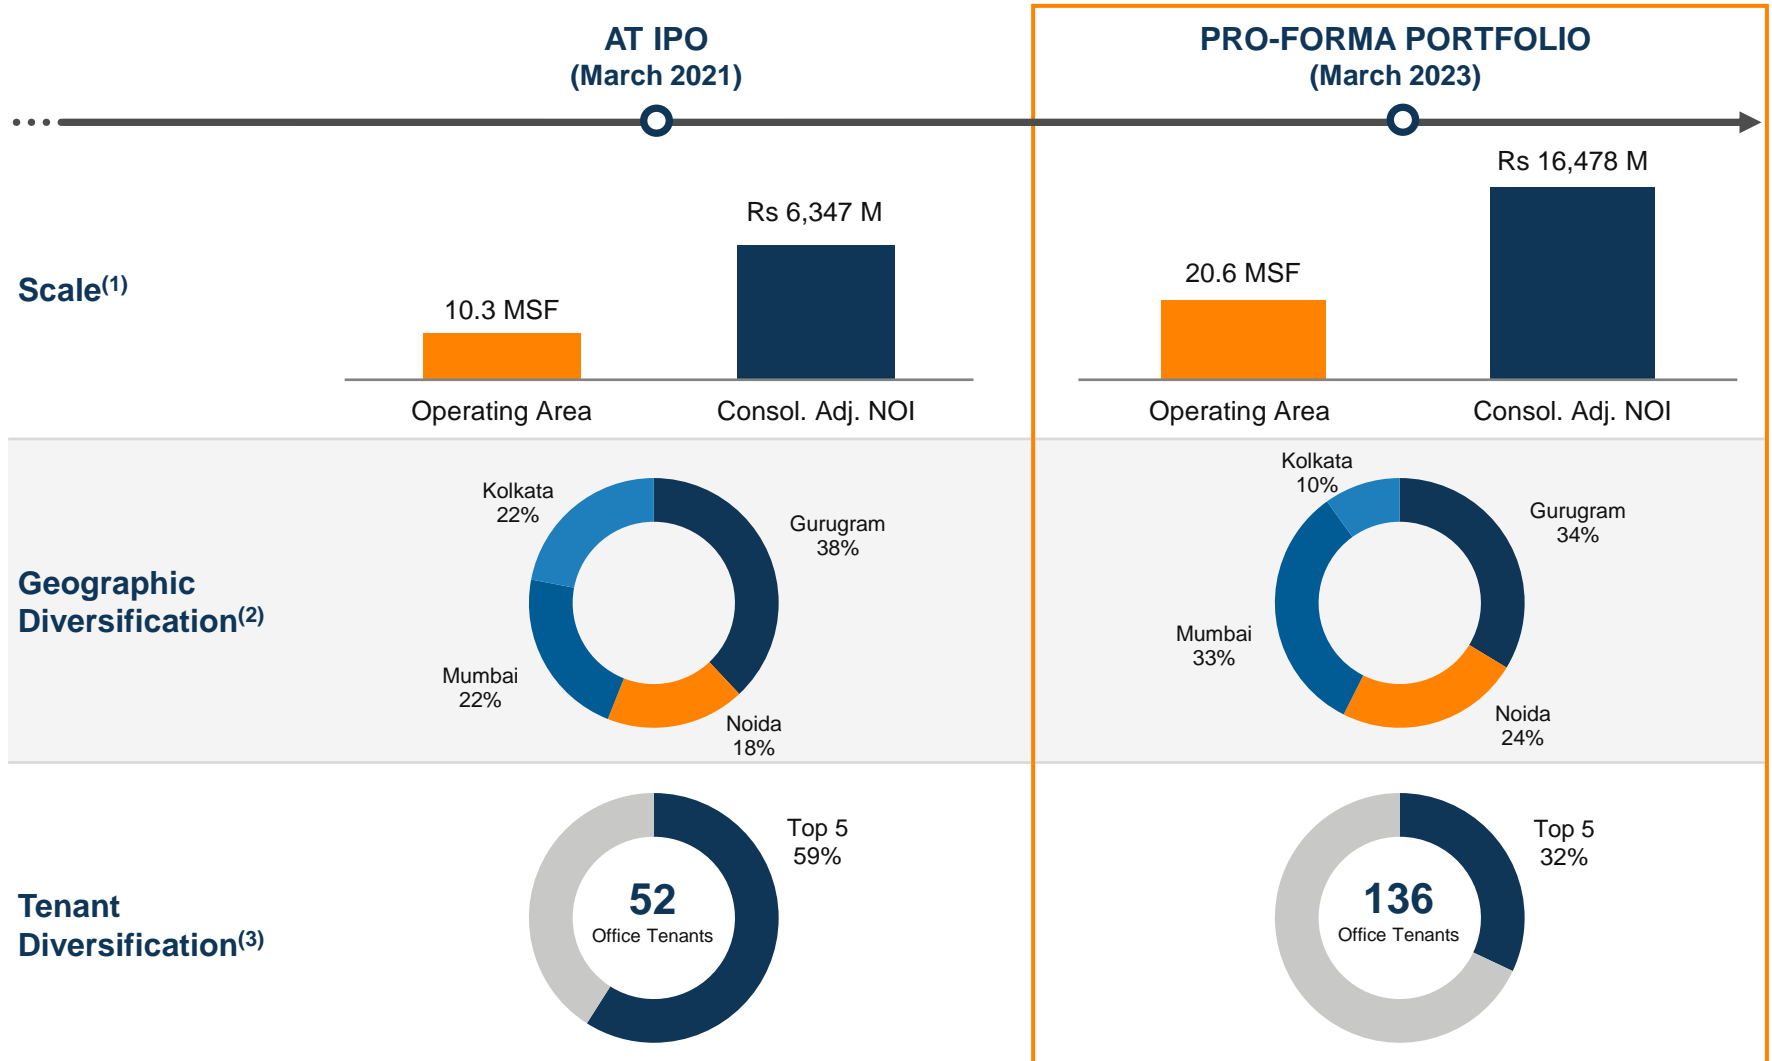 AT IPO
(March 2021)
PRO-FORMA PORTFOLIO
(March 2023)
Scale(1)
10.3 MSF
Rs 6,347 M
Operating Area
Consol. Adj. NOI
20.6 MSF
Rs 16,478 M
Operating Area
Consol. Adj. NOI
Geographic
Diversification(2)
Kolkata
22%
Gurugram
38%
Mumbai
22%
Noida
18%
Kolkata
10%
Gurugram
34%
Mumbai
33%
Noida
24%
Tenant
Diversification(3)
Top 5
59%
52
Office Tenants
Top 5
32%
136
Office Tenants